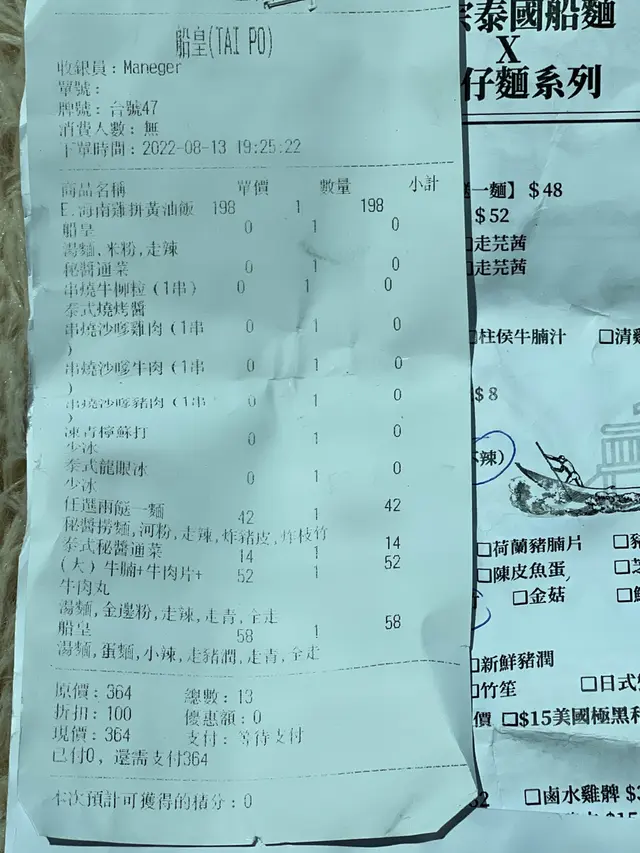 船皇(TAI PO)
收銀員：Maneger
單號：
牌號：台號47
消費人數：無
下單時間：2022-08-13 19:25:22
商品名稱 單價 數量 小計
E.海南雞拼黃油飯 198 1 198
船皇 0 1 0
湯麵,米粉,走辣
秘醬通菜 0 1 0
串燒牛柳粒(1串) 0 1 0
泰式燒烤醬
串燒沙嗲雞肉(1串 0 1 0
)
串燒沙嗲牛肉(1串 0 1 0
)
串燒沙嗲豬肉(1串 0 1 0
)
凍青檸蘇打 0 1 0
少冰
泰式龍眼冰 0 1 0
少冰
任選兩餸一麵 42 1 42
秘醬撈麵,河粉,走辣,炸豬皮,炸枝竹
泰式秘醬通菜 14 1 14
(大)牛腩+牛肉片+ 52 1 52
牛肉丸
湯麵,金邊粉,走辣,走青,全走
船皇 58 1 58
湯麵,蛋麵,小辣,走豬潤,走青,全走
原價：364 總數：13
折扣：100 優惠額：0
現價：364 支付：等待支付
已付0, 還需支付364
本次預計可獲得的積分：0
泰國船麵
X
仔麵系列
一麵】$48
$52
走芫茜
走芫茜
柱侯牛腩汁 □清雞
$8
辣)
□荷蘭豬腩片
□陳皮魚蛋
□金菇
新鮮豬潤
竹笙 □日式
價 □$15美國極黑
□鹵水雞髀